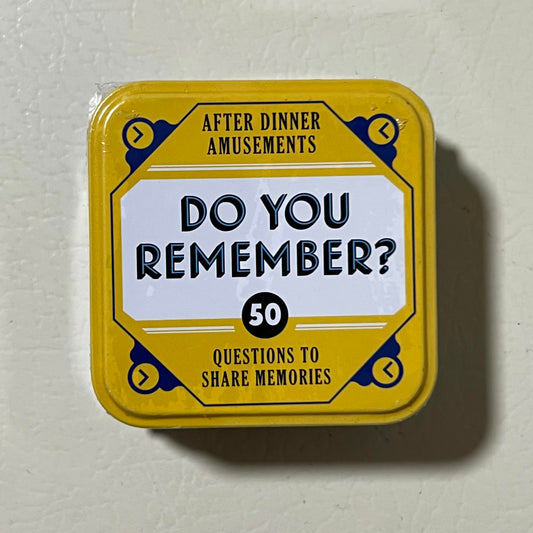 AFTER DINNER
AMUSEMENTS
DO YOU
REMEMBER?
50
QUESTIONS TO
SHARE MEMORIES